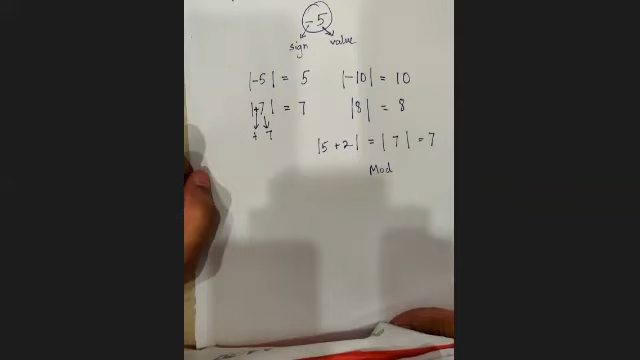 -5
sign value
|-5| = 5 |-10| = 10
|+7| = 7 |8| = 8
+ 7
|5 + 2| = | 7 | = 7
Mod